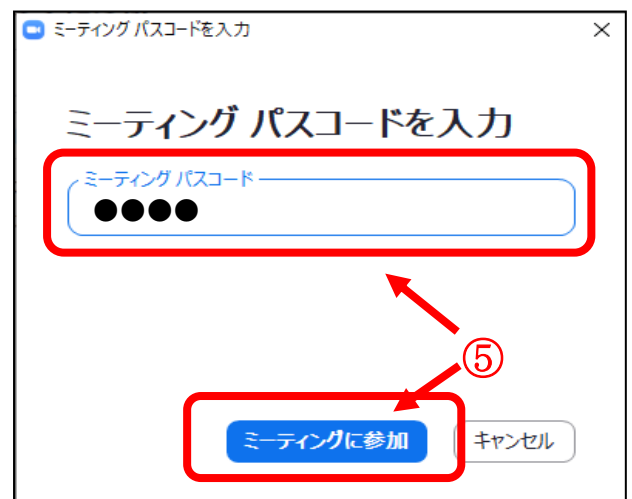 ミーティング パスコードを入力
ミーティング パスコードを入力
ミーティング パスコード
●●●●
⑤
ミーティングに参加
キャンセル